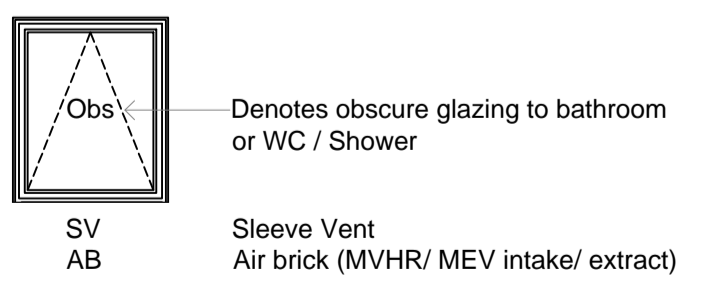 Obs Denotes obscure glazing to bathroom
or WC / Shower
SV Sleeve Vent
AB Air brick (MVHR/ MEV intake/ extract)